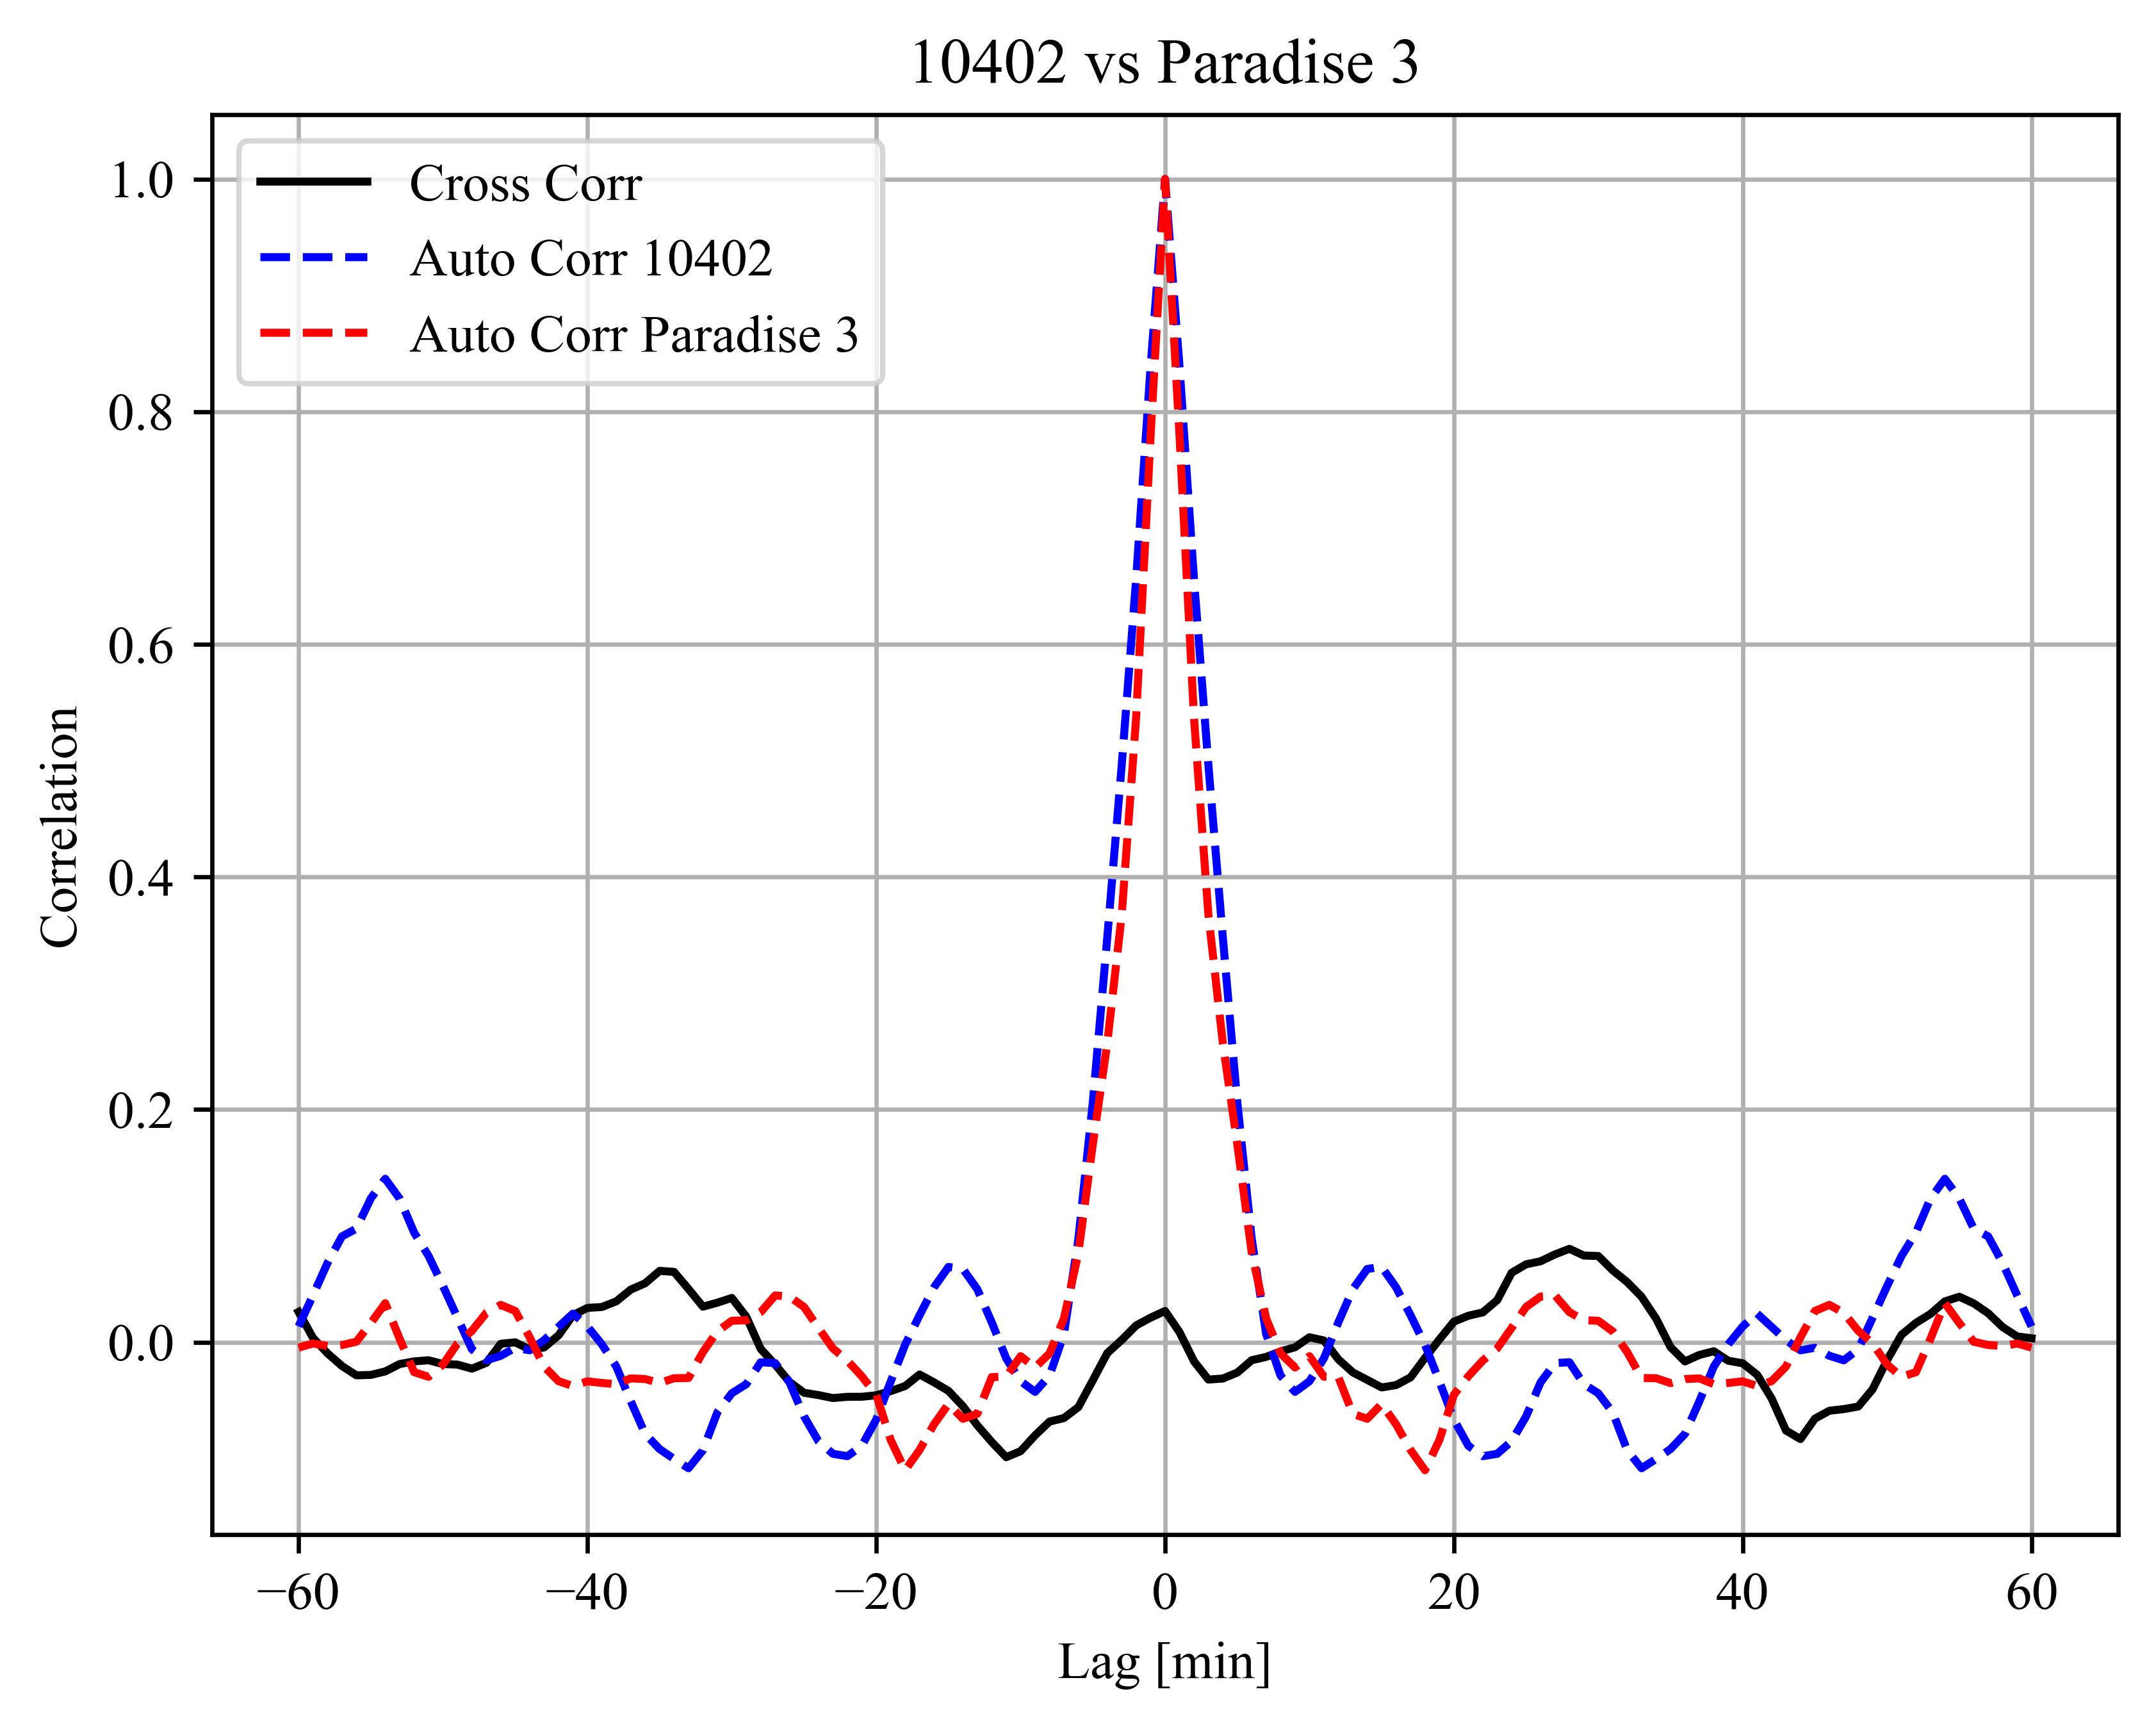 10402 vs Paradise 3
Cross Corr
Auto Corr 10402
Auto Corr Paradise 3
1.0
0.8
0.6
0.4
0.2
0.0
Correlation
−60 −40 −20 0 20 40 60
Lag [min]